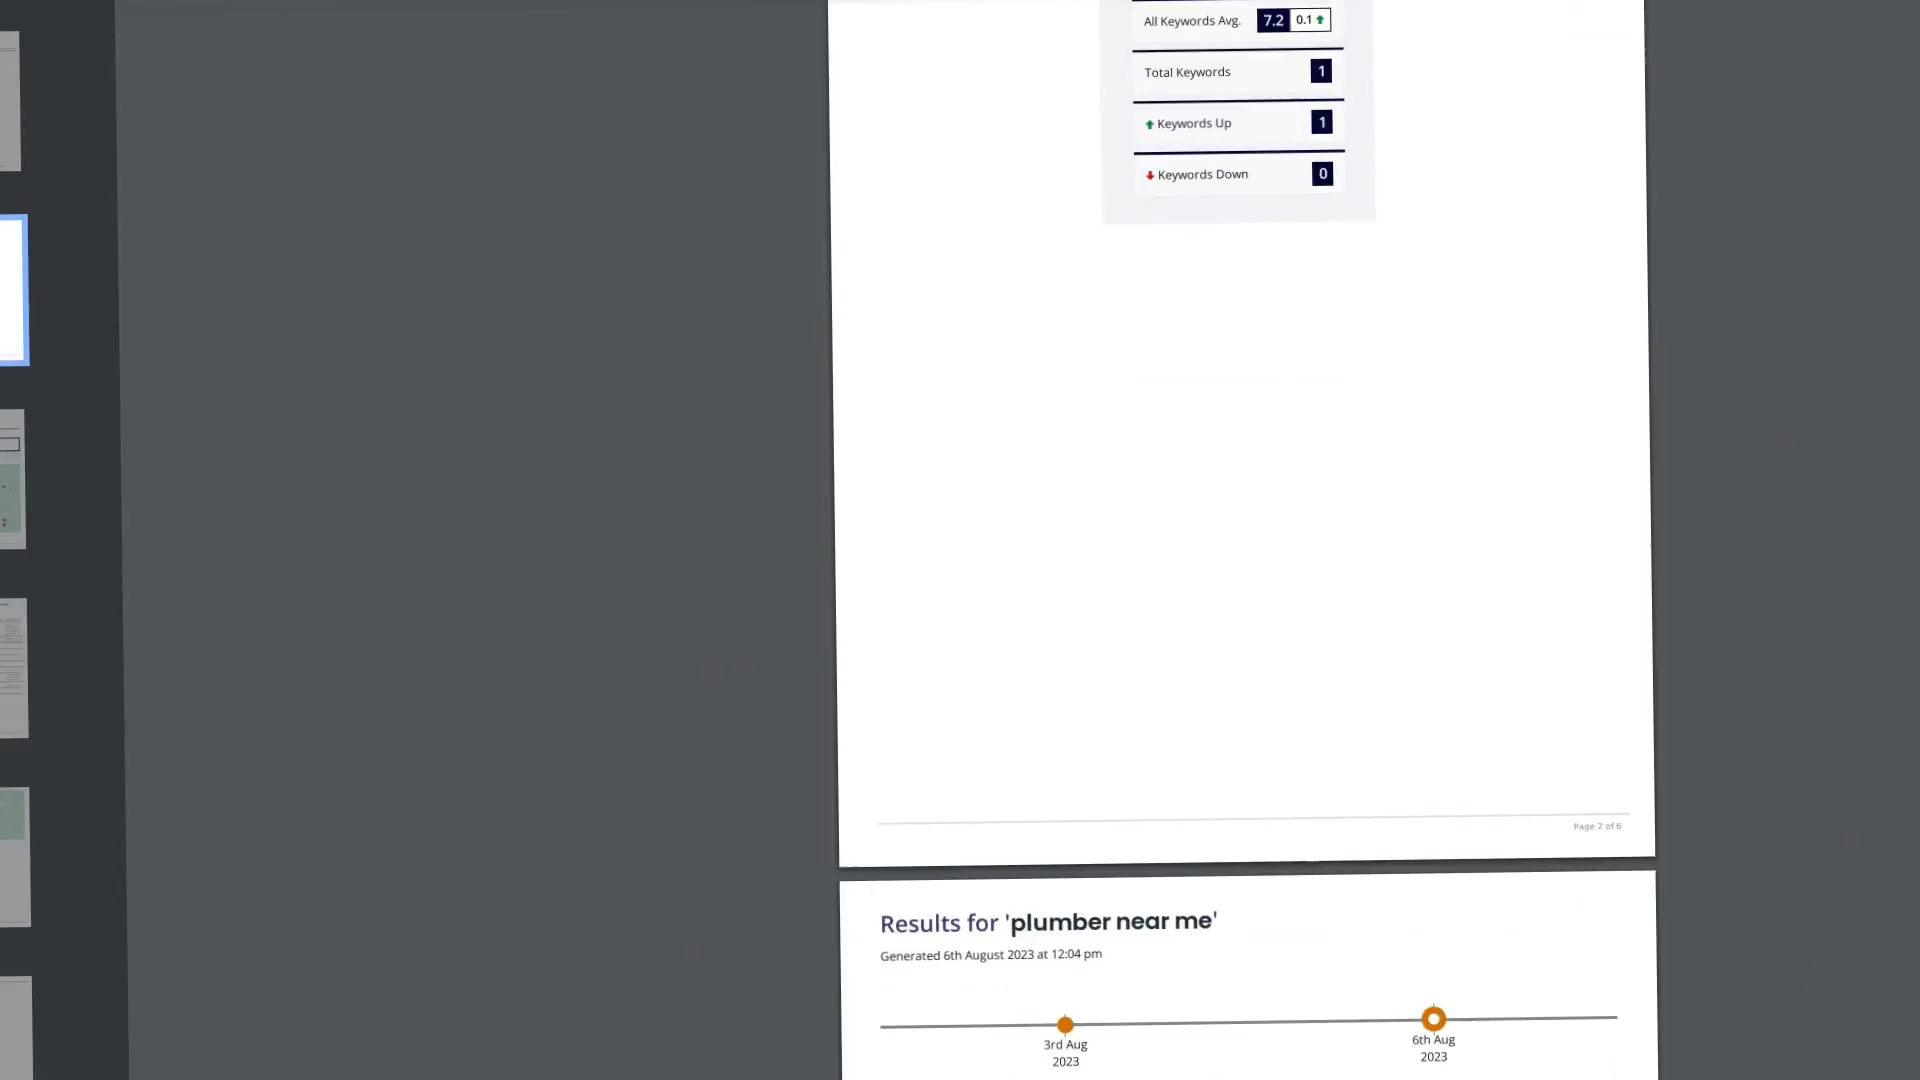 All Keywords Avg. 7.2 0.1
Total Keywords 1
Keywords Up 1
Keywords Down 0
Page 2 of 6
Results for 'plumber near me'
Generated 6th August 2023 at 12:04 pm
3rd Aug
2023
6th Aug
2023